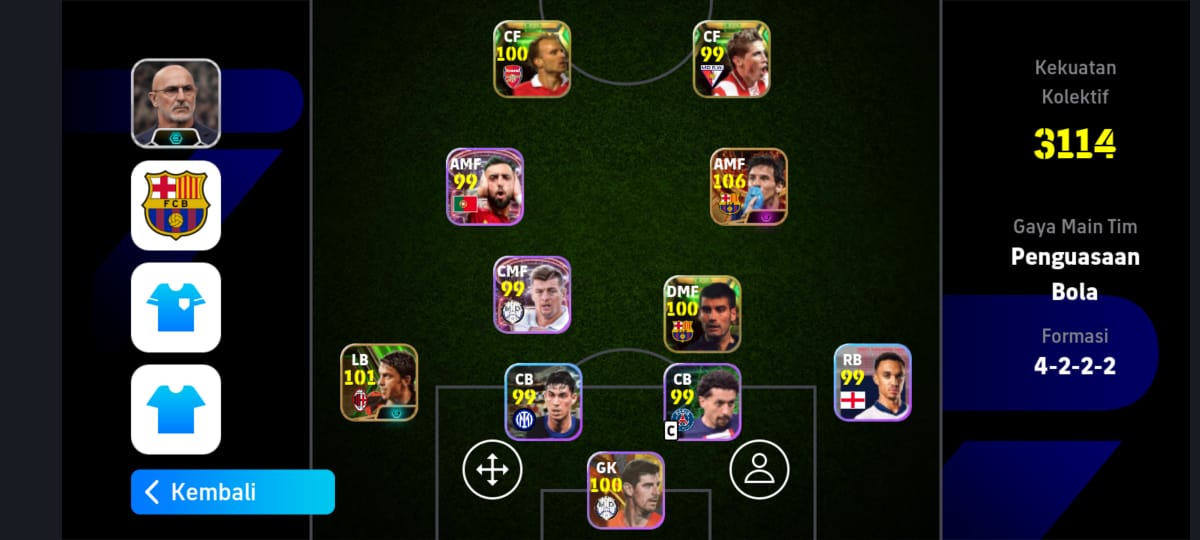 CF
100
CF
99
Kekuatan
Kolektif
3114
FCB
AMF
99
AMF
106
Gaya Main Tim
Penguasaan
Bola
CMF
99
DMF
100
Formasi
4-2-2-2
LB
101
CB
99
CB
99
RB
99
C
GK
100
Kembali